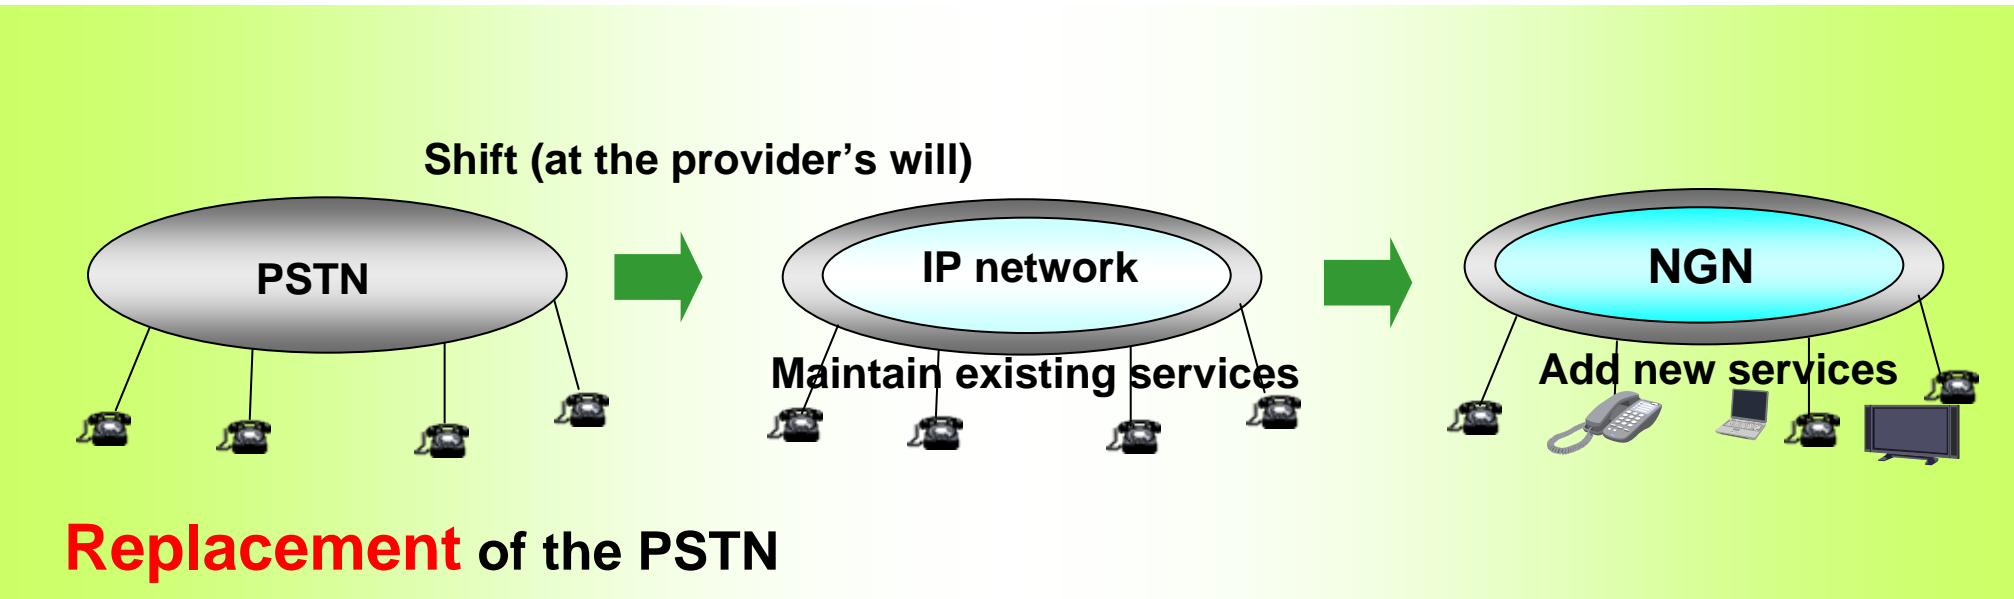 Shift (at the provider’s will)
PSTN
IP network
NGN
Maintain existing services
Add new services
Replacement of the PSTN